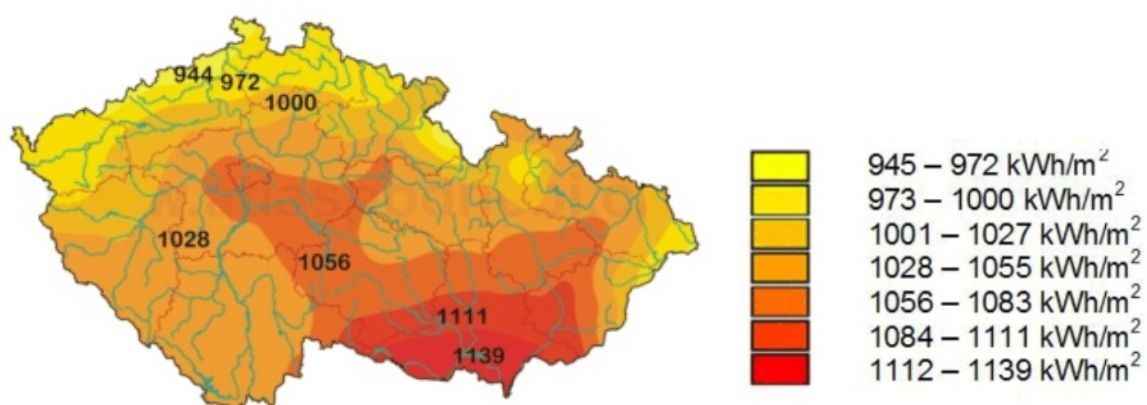 944
972
1000
1028
1056
1111
1139
945 – 972 kWh/m²
973 – 1000 kWh/m²
1001 – 1027 kWh/m²
1028 – 1055 kWh/m²
1056 – 1083 kWh/m²
1084 – 1111 kWh/m²
1112 – 1139 kWh/m²